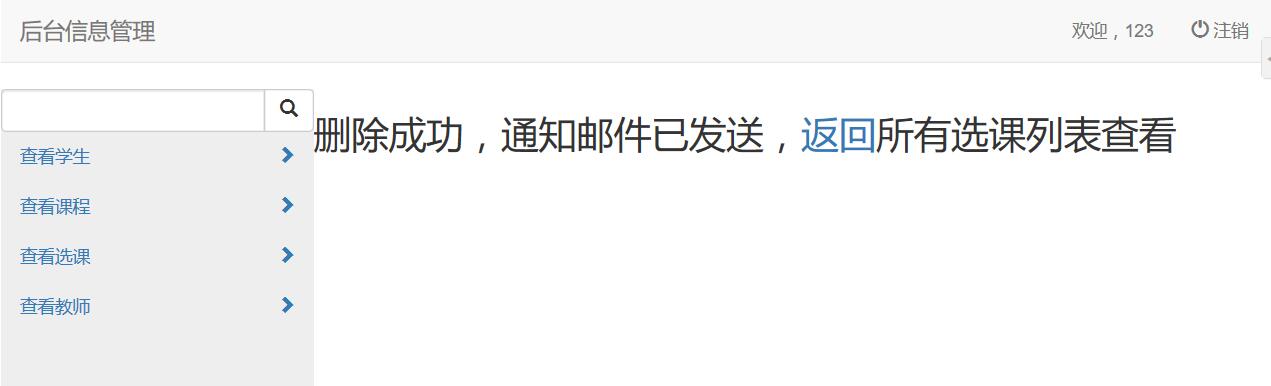 后台信息管理
欢迎，123 注销
删除成功，通知邮件已发送，返回所有选课列表查看
查看学生
查看课程
查看选课
查看教师